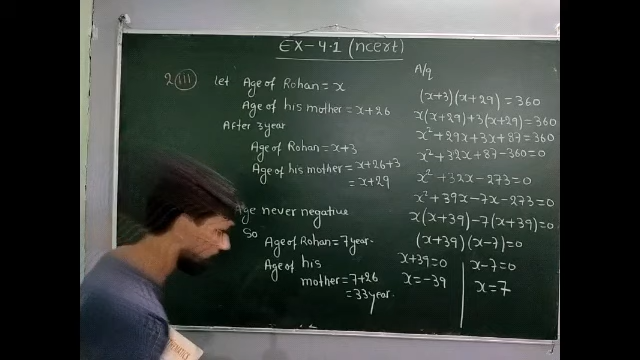 EX-4.1 (ncert)
2 (iii) let Age of Rohan = x
Age of his mother = x+26
After 3 year
Age of Rohan = x+3
Age of his mother = x+26+3
= x+29
Age never negative
So
Age of Rohan = 7 year.
Age of his
mother = 7+26
= 33 year.
A/q
(x+3)(x+29) = 360
x(x+29)+3(x+29) = 360
x²+29x+3x+87 = 360
x²+32x+87-360 = 0
x²+32x-273 = 0
x²+39x-7x-273 = 0
x(x+39)-7(x+39) = 0
(x+39)(x-7) = 0
x+39 = 0
x = -39
x-7 = 0
x = 7